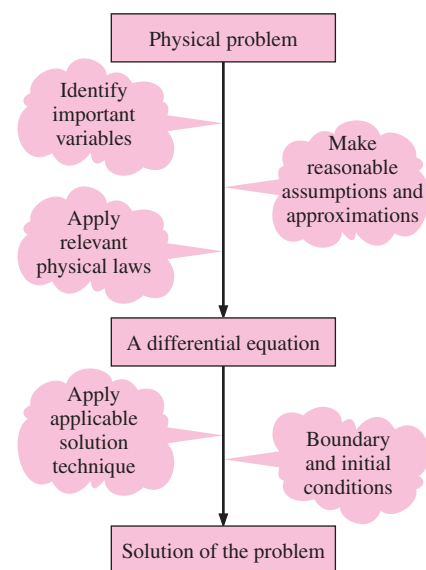 Physical problem
Identify
important
variables
Make
reasonable
assumptions and
approximations
Apply
relevant
physical laws
A differential equation
Apply
applicable
solution
technique
Boundary
and initial
conditions
Solution of the problem